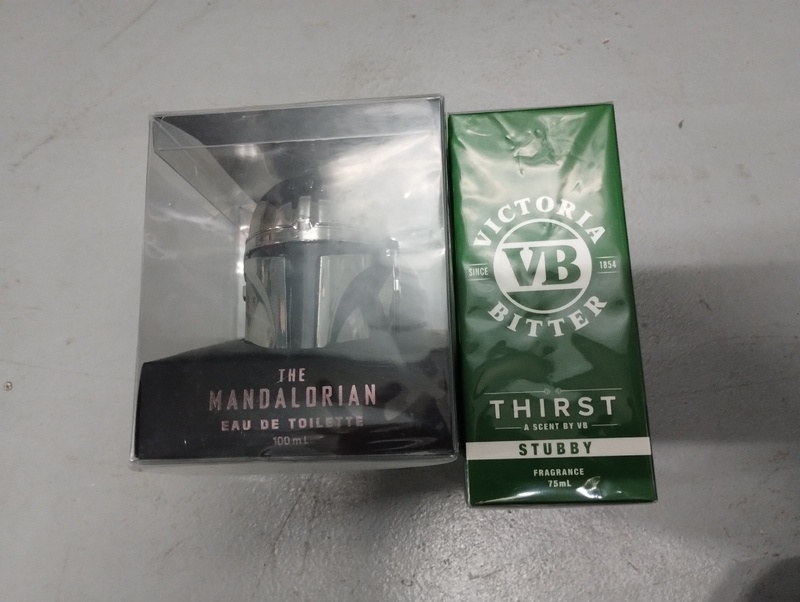 THE
MANDALORIAN
EAU DE TOILETTE
100 mL
VICTORIA
SINCE VB 1854
BITTER
THIRST
A SCENT BY VB
STUBBY
FRAGRANCE
75mL